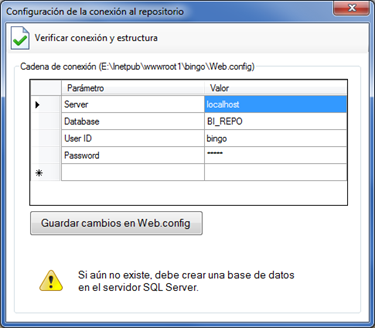 Configuración de la conexión al repositorio
Verificar conexión y estructura
Cadena de conexión (E:\Inetpub\wwwroot1\bingo\Web.config)
Parámetro Valor
Server localhost
Database BI_REPO
User ID bingo
Password *****
Guardar cambios en Web.config
Si aún no existe, debe crear una base de datos
en el servidor SQL Server.